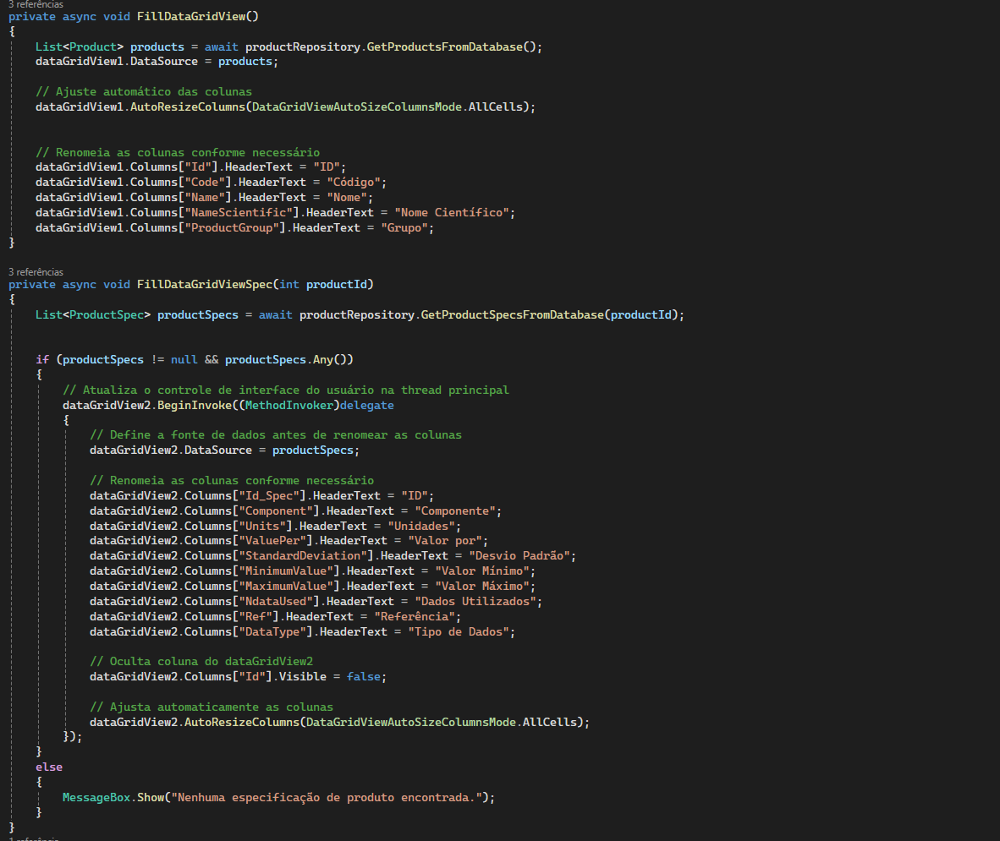 3 referências
private async void FillDataGridView()
{
List<Product> products = await productRepository.GetProductsFromDatabase();
dataGridView1.DataSource = products;
// Ajuste automático das colunas
dataGridView1.AutoResizeColumns(DataGridViewAutoSizeColumnsMode.AllCells);
// Renomeia as colunas conforme necessário
dataGridView1.Columns["Id"].HeaderText = "ID";
dataGridView1.Columns["Code"].HeaderText = "Código";
dataGridView1.Columns["Name"].HeaderText = "Nome";
dataGridView1.Columns["NameScientific"].HeaderText = "Nome Científico";
dataGridView1.Columns["ProductGroup"].HeaderText = "Grupo";
}
3 referências
private async void FillDataGridViewSpec(int productId)
{
List<ProductSpec> productSpecs = await productRepository.GetProductSpecsFromDatabase(productId);
if (productSpecs != null && productSpecs.Any())
{
// Atualiza o controle de interface do usuário na thread principal
dataGridView2.BeginInvoke((MethodInvoker)delegate
{
// Define a fonte de dados antes de renomear as colunas
dataGridView2.DataSource = productSpecs;
// Renomeia as colunas conforme necessário
dataGridView2.Columns["Id_Spec"].HeaderText = "ID";
dataGridView2.Columns["Component"].HeaderText = "Componente";
dataGridView2.Columns["Units"].HeaderText = "Unidades";
dataGridView2.Columns["ValuePer"].HeaderText = "Valor por";
dataGridView2.Columns["StandardDeviation"].HeaderText = "Desvio Padrão";
dataGridView2.Columns["MinimumValue"].HeaderText = "Valor Mínimo";
dataGridView2.Columns["MaximumValue"].HeaderText = "Valor Máximo";
dataGridView2.Columns["NdataUsed"].HeaderText = "Dados Utilizados";
dataGridView2.Columns["Ref"].HeaderText = "Referência";
dataGridView2.Columns["DataType"].HeaderText = "Tipo de Dados";
// Oculta coluna do dataGridView2
dataGridView2.Columns["Id"].Visible = false;
// Ajusta automaticamente as colunas
dataGridView2.AutoResizeColumns(DataGridViewAutoSizeColumnsMode.AllCells);
});
}
else
{
MessageBox.Show("Nenhuma especificação de produto encontrada.");
}
}
1 referência